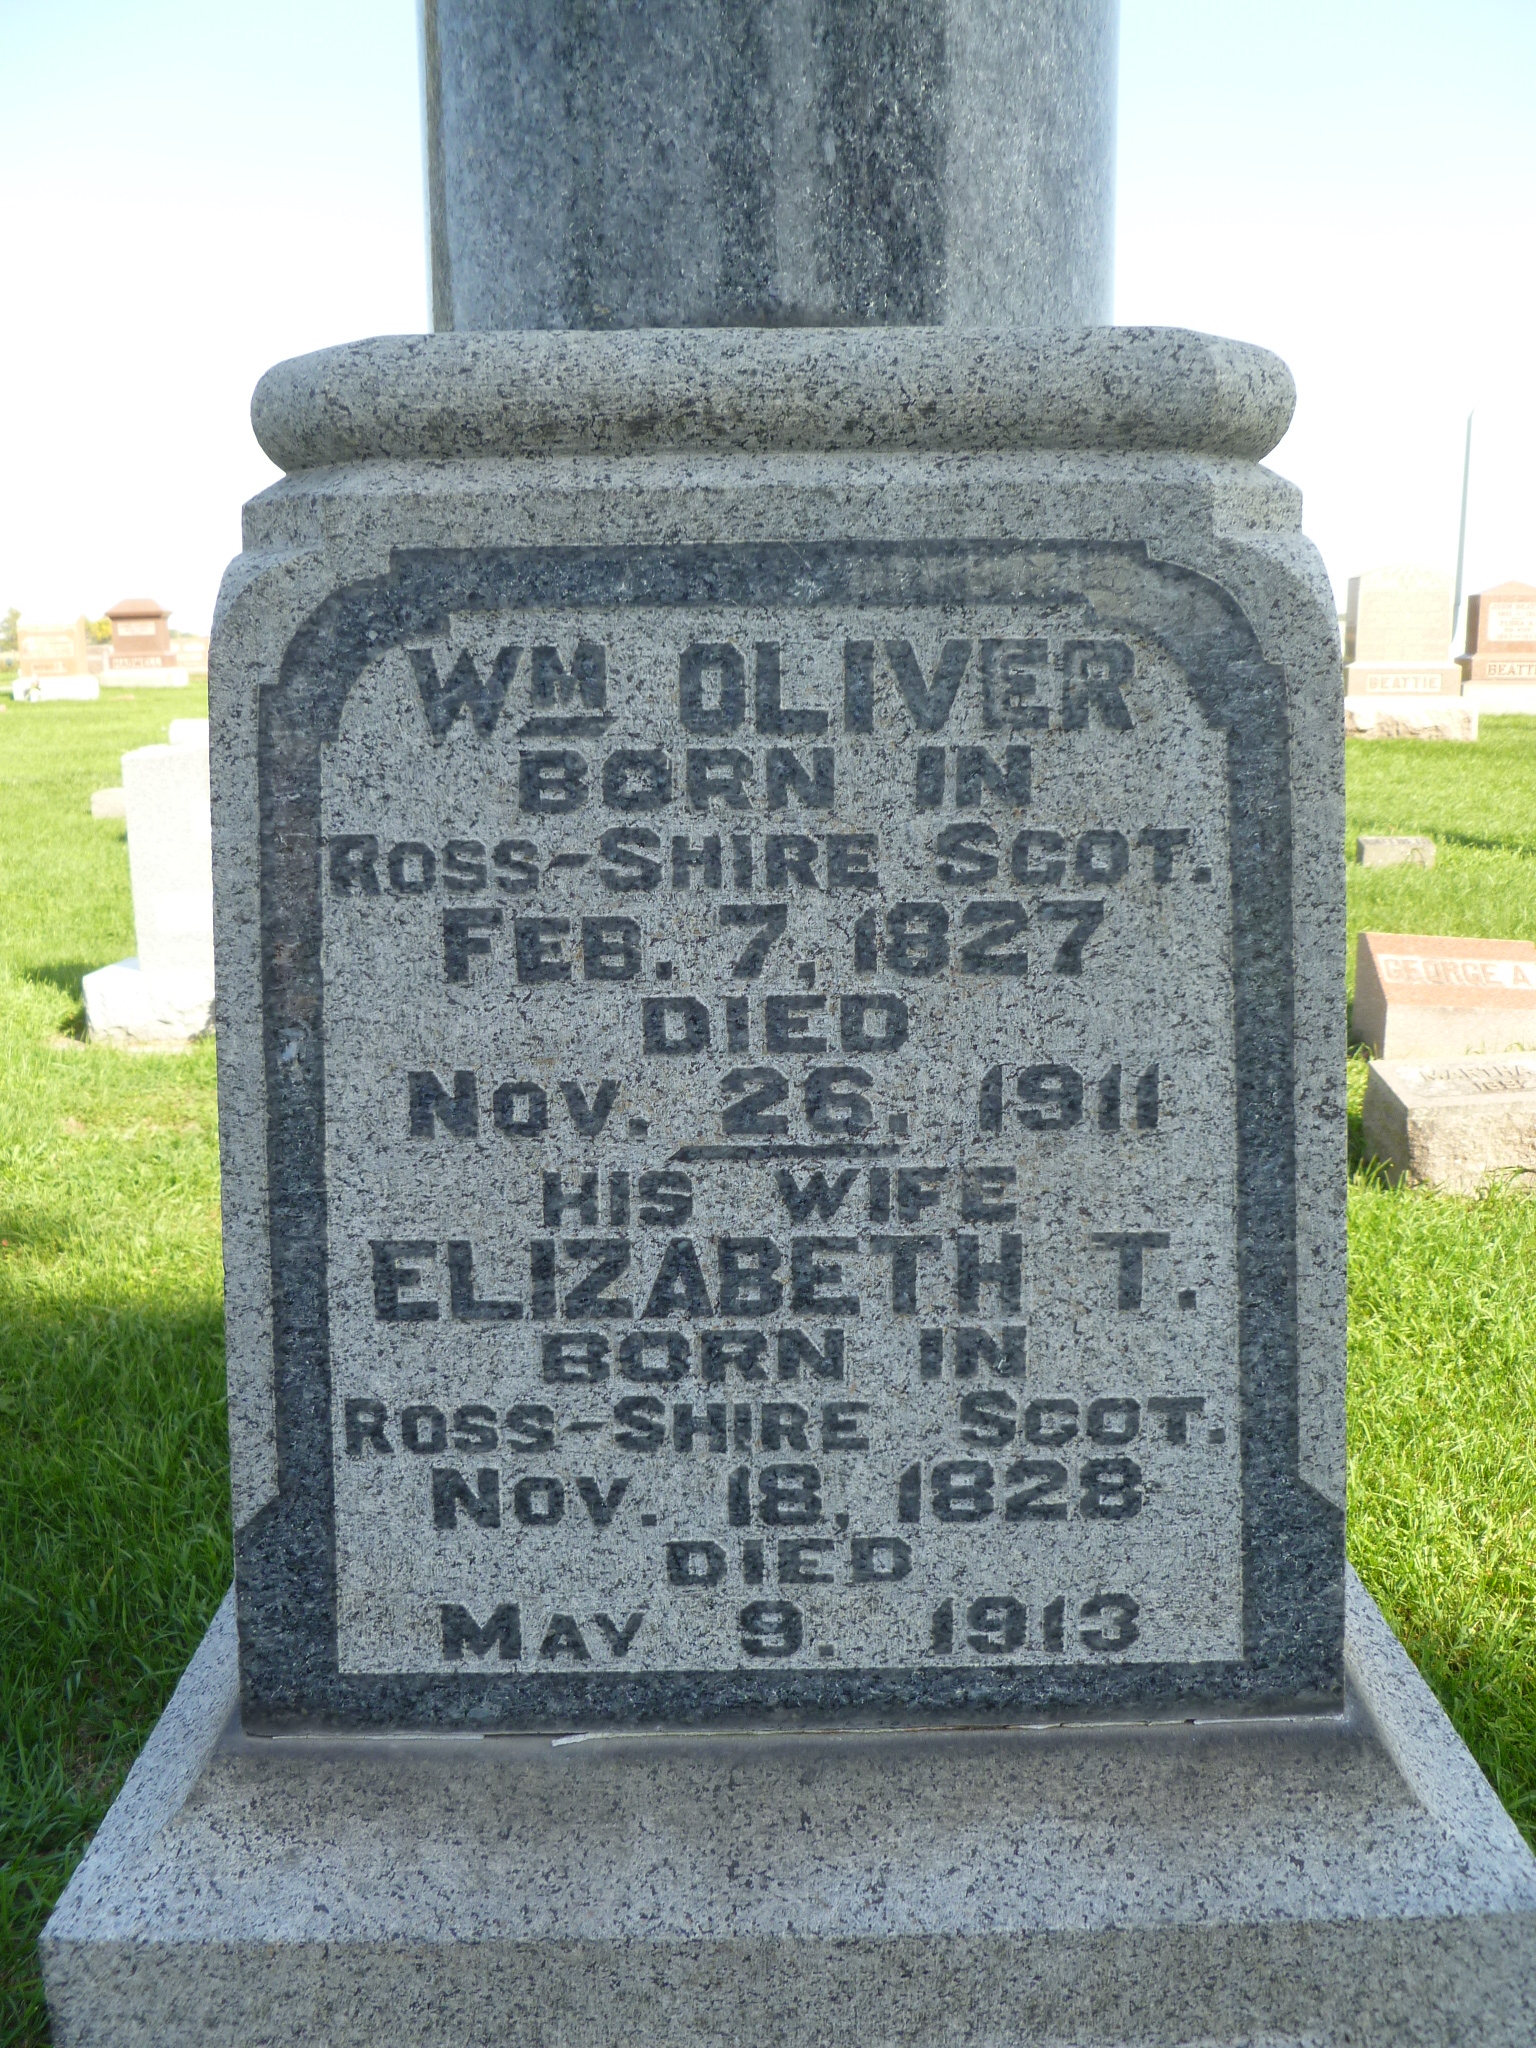 Wm OLIVER
BORN IN
ROSS-SHIRE SCOT.
FEB. 7, 1827
DIED
NOV. 26. 1911
HIS WIFE
ELIZABETH T.
BORN IN
ROSS-SHIRE SCOT.
NOV. 18, 1828
DIED
MAY 9. 1913
BEATTIE
BEATTIE
GEORGE A
MARTHA